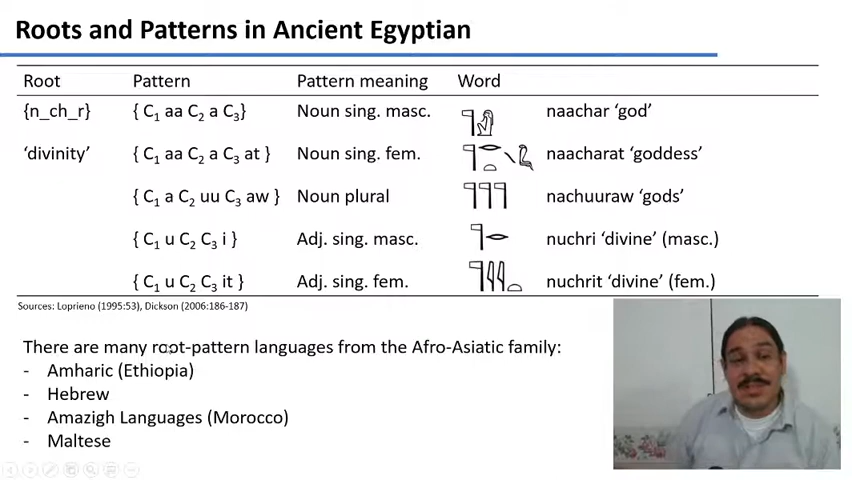 Roots and Patterns in Ancient Egyptian
Root Pattern Pattern meaning Word
{n_ch_r} { C₁ aa C₂ a C₃} Noun sing. masc. 𓊹𓀭 naachar ‘god’
‘divinity’ { C₁ aa C₂ a C₃ at } Noun sing. fem. naacharat ‘goddess’
{ C₁ a C₂ uu C₃ aw } Noun plural 𓊹𓊹𓊹 nachuuraw ‘gods’
{ C₁ u C₂ C₃ i } Adj. sing. masc. 𓊹𓂋 nuchri ‘divine’ (masc.)
{ C₁ u C₂ C₃ it } Adj. sing. fem. 𓊹𓇌𓏏 nuchrit ‘divine’ (fem.)
Sources: Loprieno (1995:53), Dickson (2006:186-187)
There are many root-pattern languages from the Afro-Asiatic family:
- Amharic (Ethiopia)
- Hebrew
- Amazigh Languages (Morocco)
- Maltese